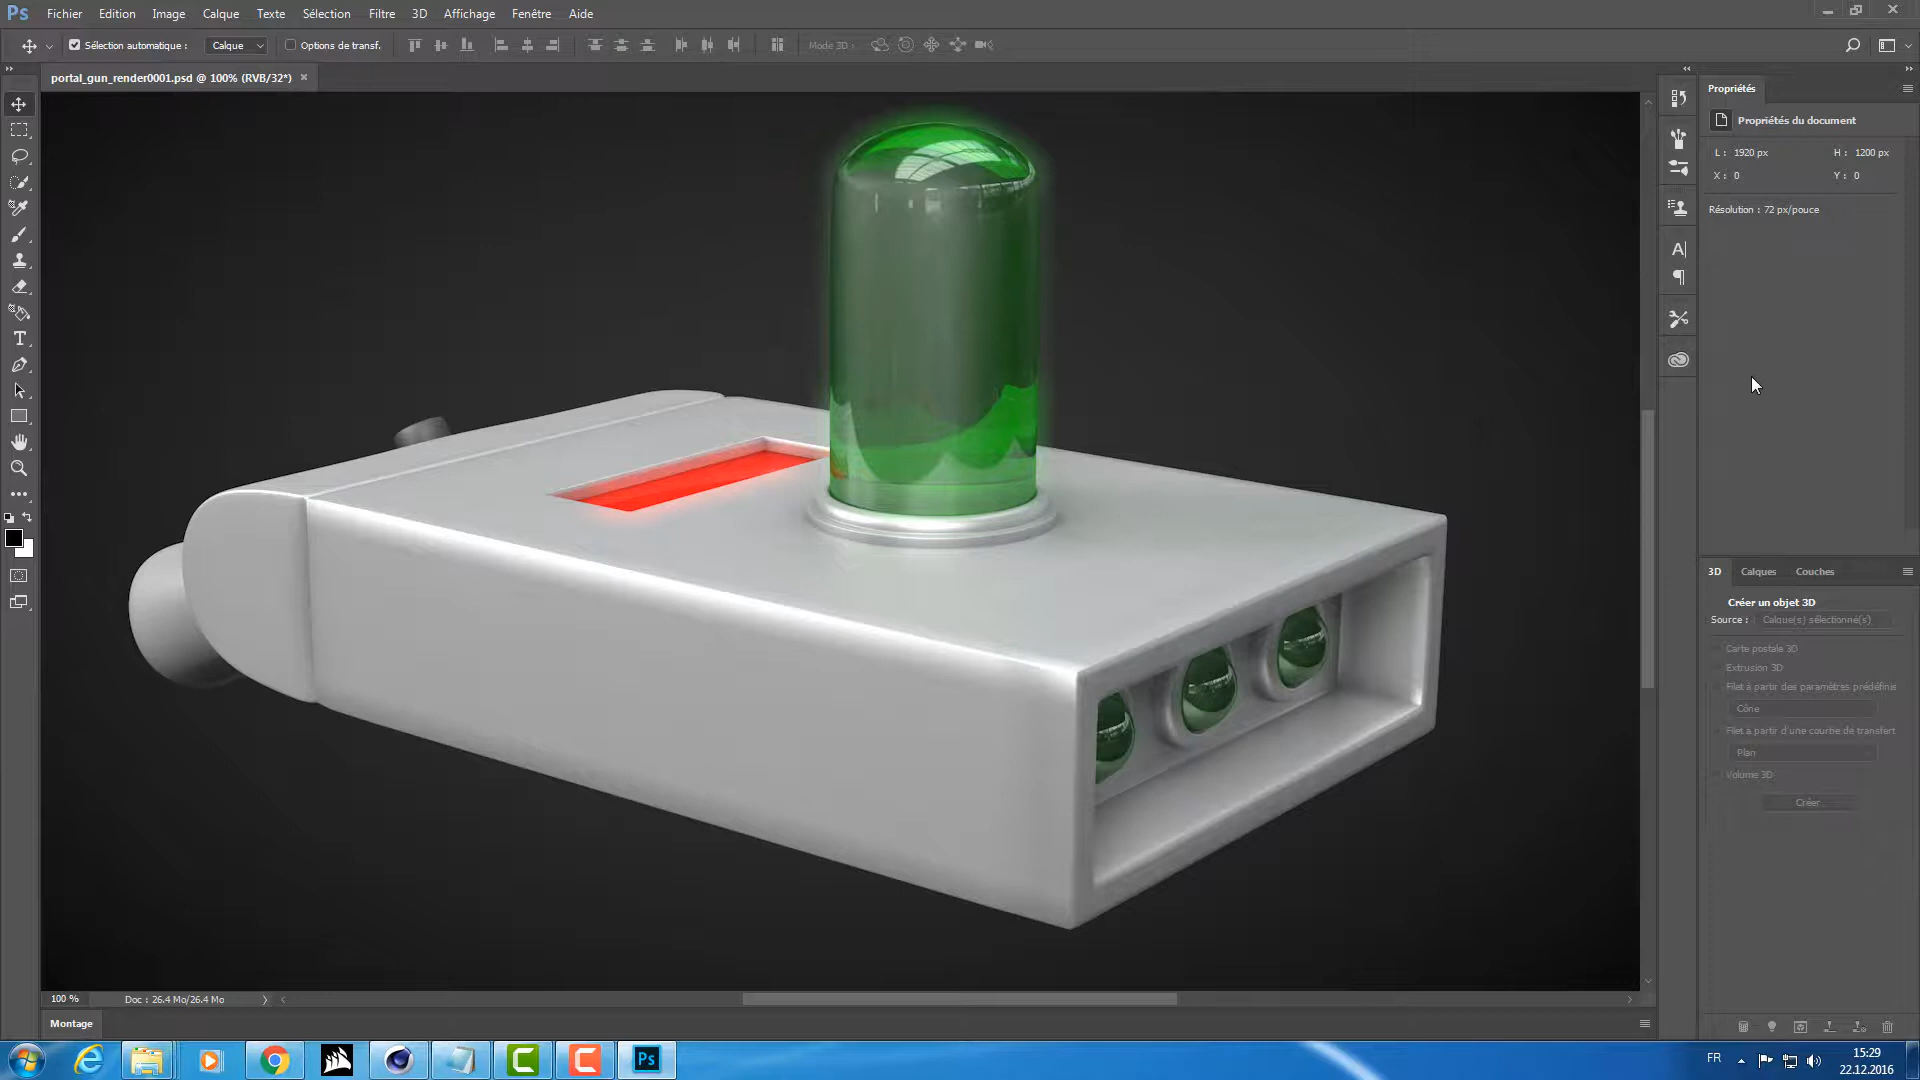 Ps Fichier Edition Image Calque Texte Sélection Filtre 3D Affichage Fenêtre Aide
Sélection automatique : Calque Options de transf. Mode 3D :
portal_gun_render0001.psd @ 100% (RVB/32*) ×
Propriétés
Propriétés du document
L : 1920 px H : 1200 px
X : 0 Y : 0
Résolution : 72 px/pouce
3D Calques Couches
Créer un objet 3D
Source : Calque(s) sélectionné(s)
Carte postale 3D
Extrusion 3D
Filet à partir des paramètres prédéfinis
Cône
Filet à partir d'une courbe de transfert
Plan
Volume 3D
Créer
100 % Doc : 26.4 Mo/26.4 Mo
Montage
Ps
FR
15:29
22.12.2016